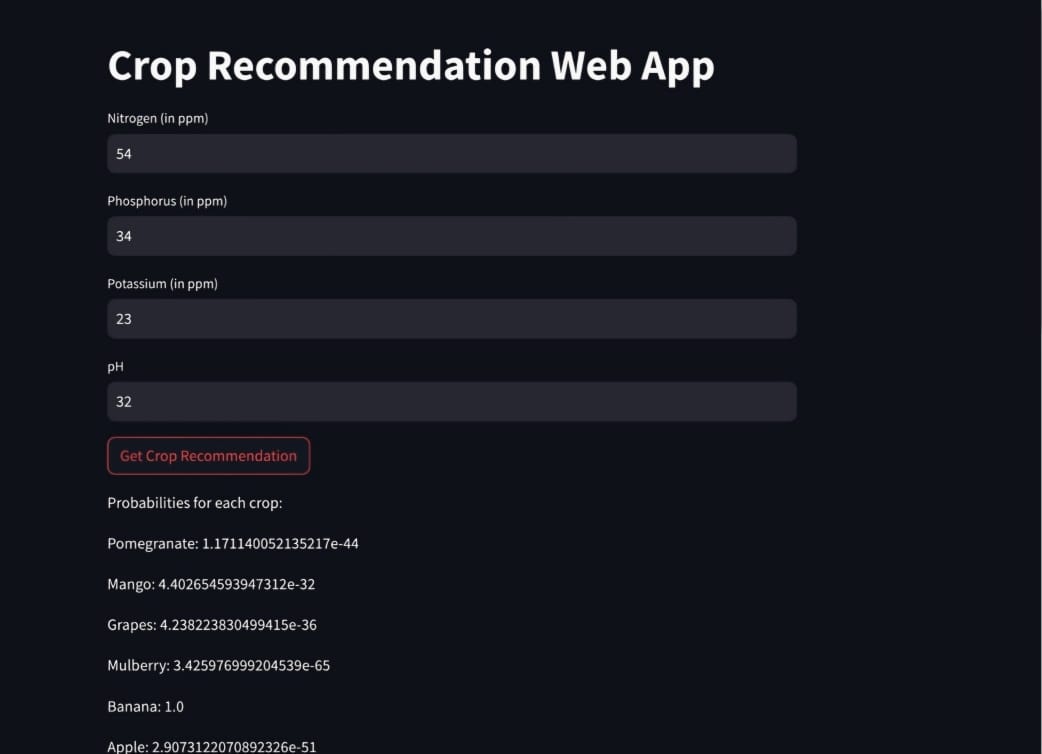 Crop Recommendation Web App
Nitrogen (in ppm)
54
Phosphorus (in ppm)
34
Potassium (in ppm)
23
pH
32
Get Crop Recommendation
Probabilities for each crop:
Pomegranate: 1.171140052135217e-44
Mango: 4.402654593947312e-32
Grapes: 4.238223830499415e-36
Mulberry: 3.425976999204539e-65
Banana: 1.0
Apple: 2.9073122070892326e-51